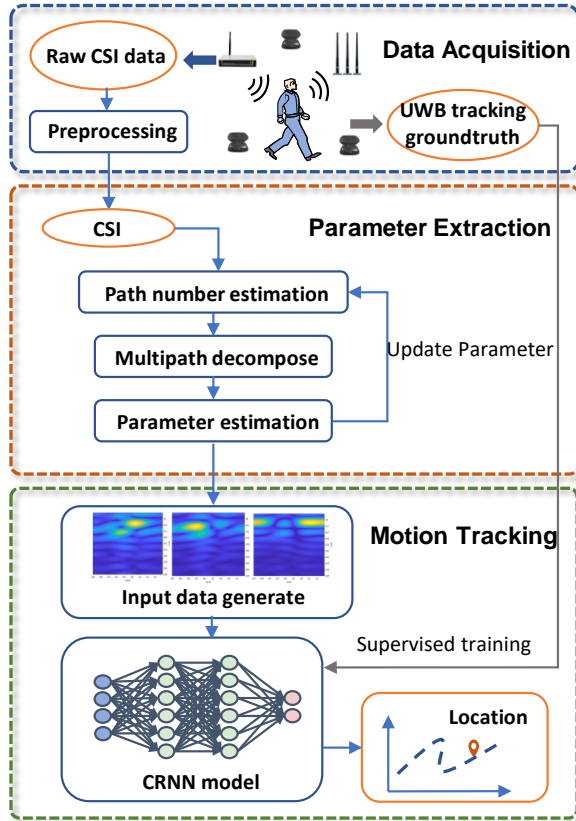 Data Acquisition
Raw CSI data
Preprocessing
UWB tracking
groundtruth
Parameter Extraction
CSI
Path number estimation
Multipath decompose
Update Parameter
Parameter estimation
Motion Tracking
Input data generate
Supervised training
CRNN model
Location